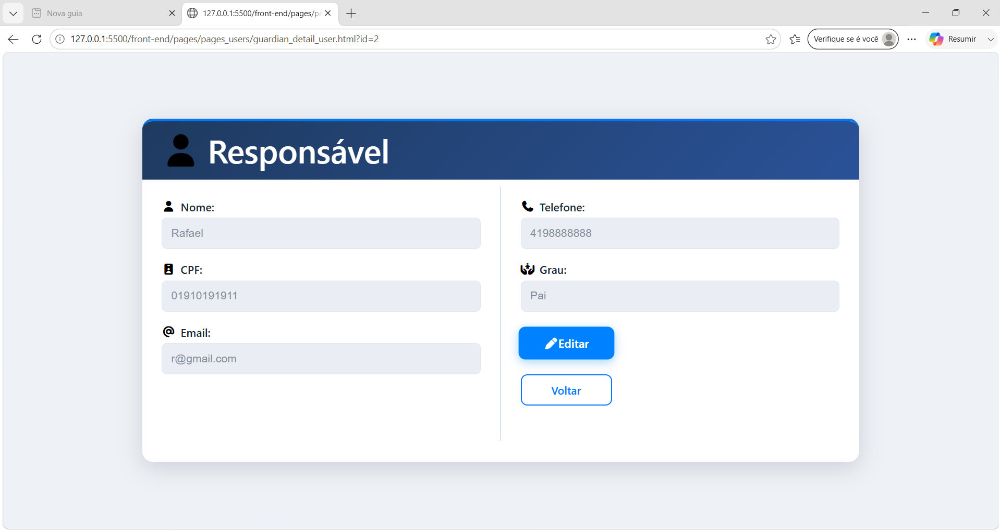 Nova guia
127.0.0.1:5500/front-end/pages/pa
127.0.0.1:5500/front-end/pages/pages_users/guardian_detail_user.html?id=2
Verifique se é você
Resumir
Responsável
Nome:
Rafael
CPF:
01910191911
Email:
r@gmail.com
Telefone:
4198888888
Grau:
Pai
Editar
Voltar